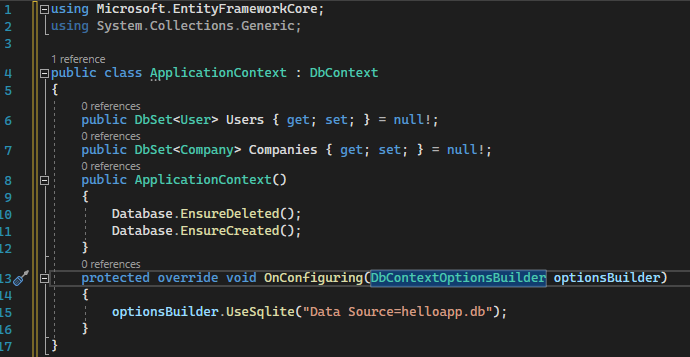 1 using Microsoft.EntityFrameworkCore;
2 using System.Collections.Generic;
3
1 reference
4 public class ApplicationContext : DbContext
5 {
0 references
6 public DbSet<User> Users { get; set; } = null!;
0 references
7 public DbSet<Company> Companies { get; set; } = null!;
0 references
8 public ApplicationContext()
9 {
10 Database.EnsureDeleted();
11 Database.EnsureCreated();
12 }
0 references
13 protected override void OnConfiguring(DbContextOptionsBuilder optionsBuilder)
14 {
15 optionsBuilder.UseSqlite("Data Source=helloapp.db");
16 }
17 }